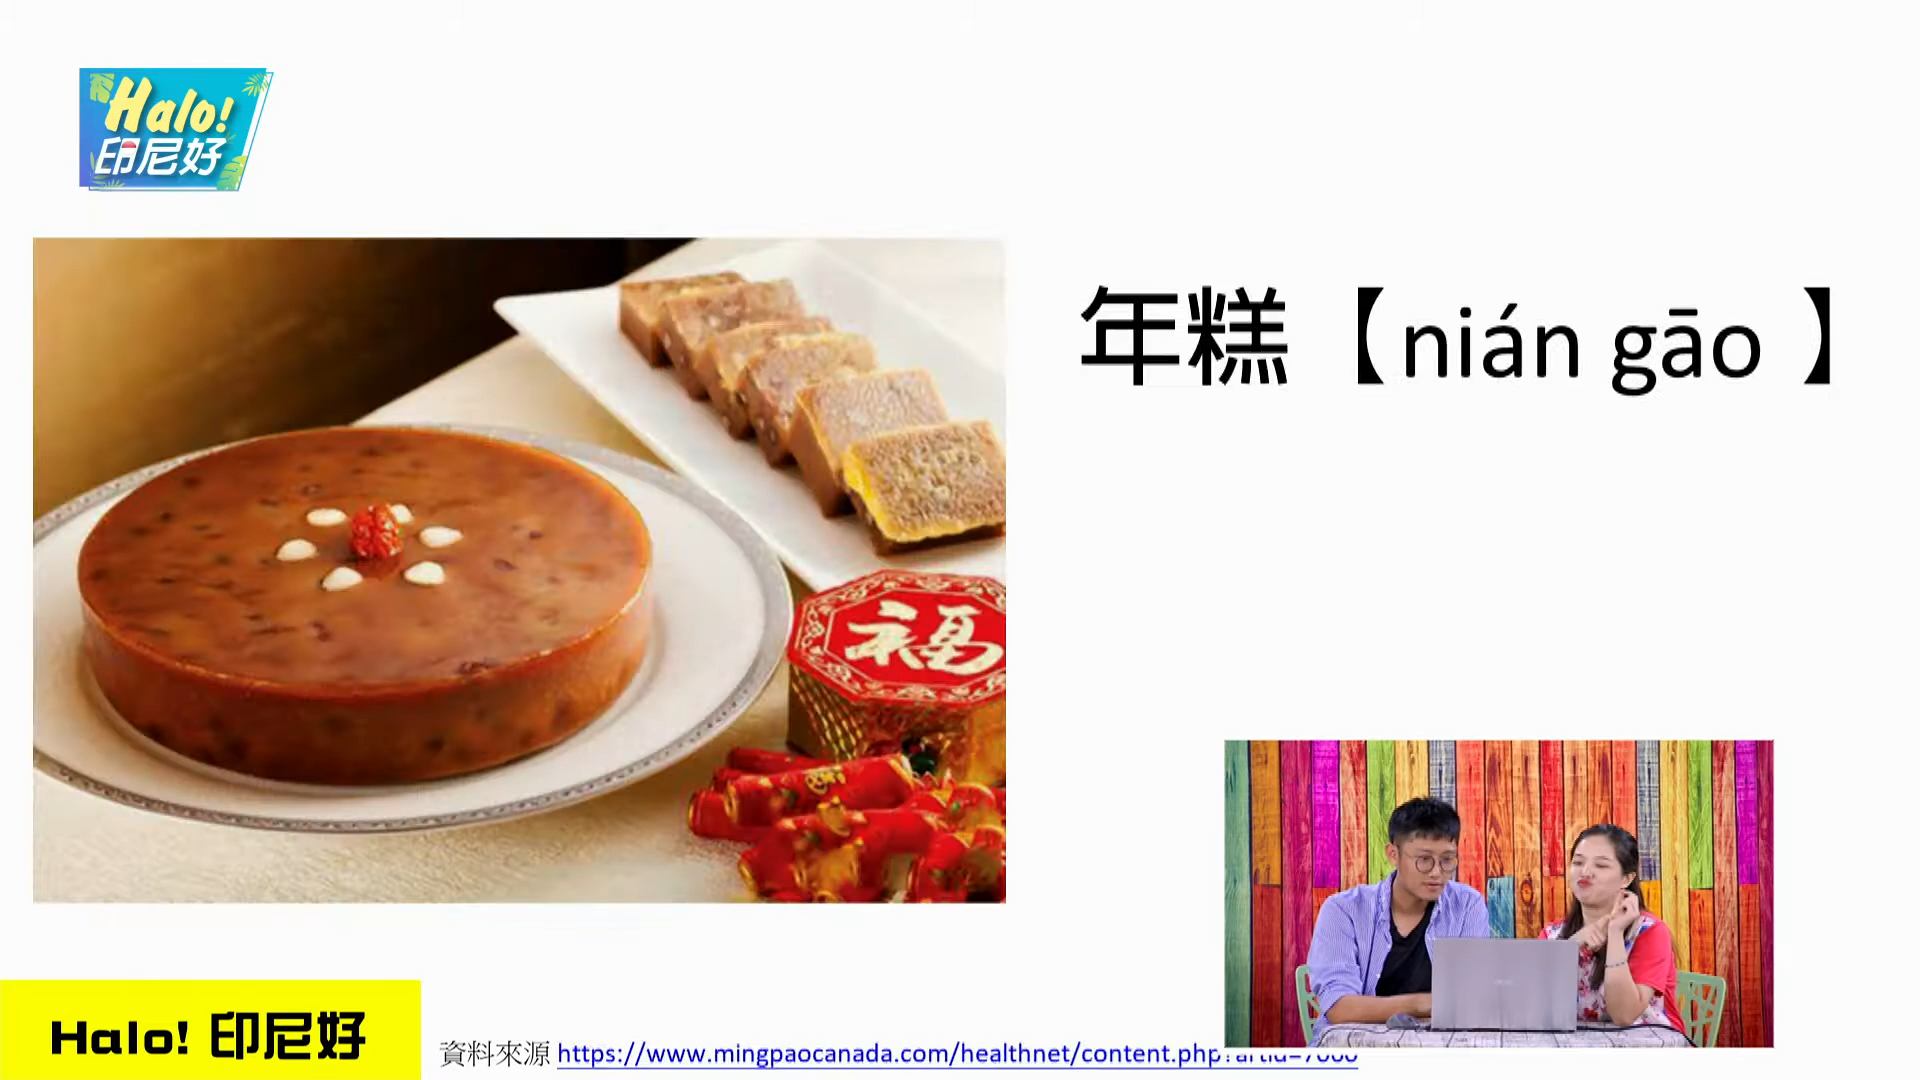 Halo!
印尼好
年糕【nián gāo 】
福
Halo! 印尼好
資料來源 https://www.mingpaocanada.com/healthnet/content.php?